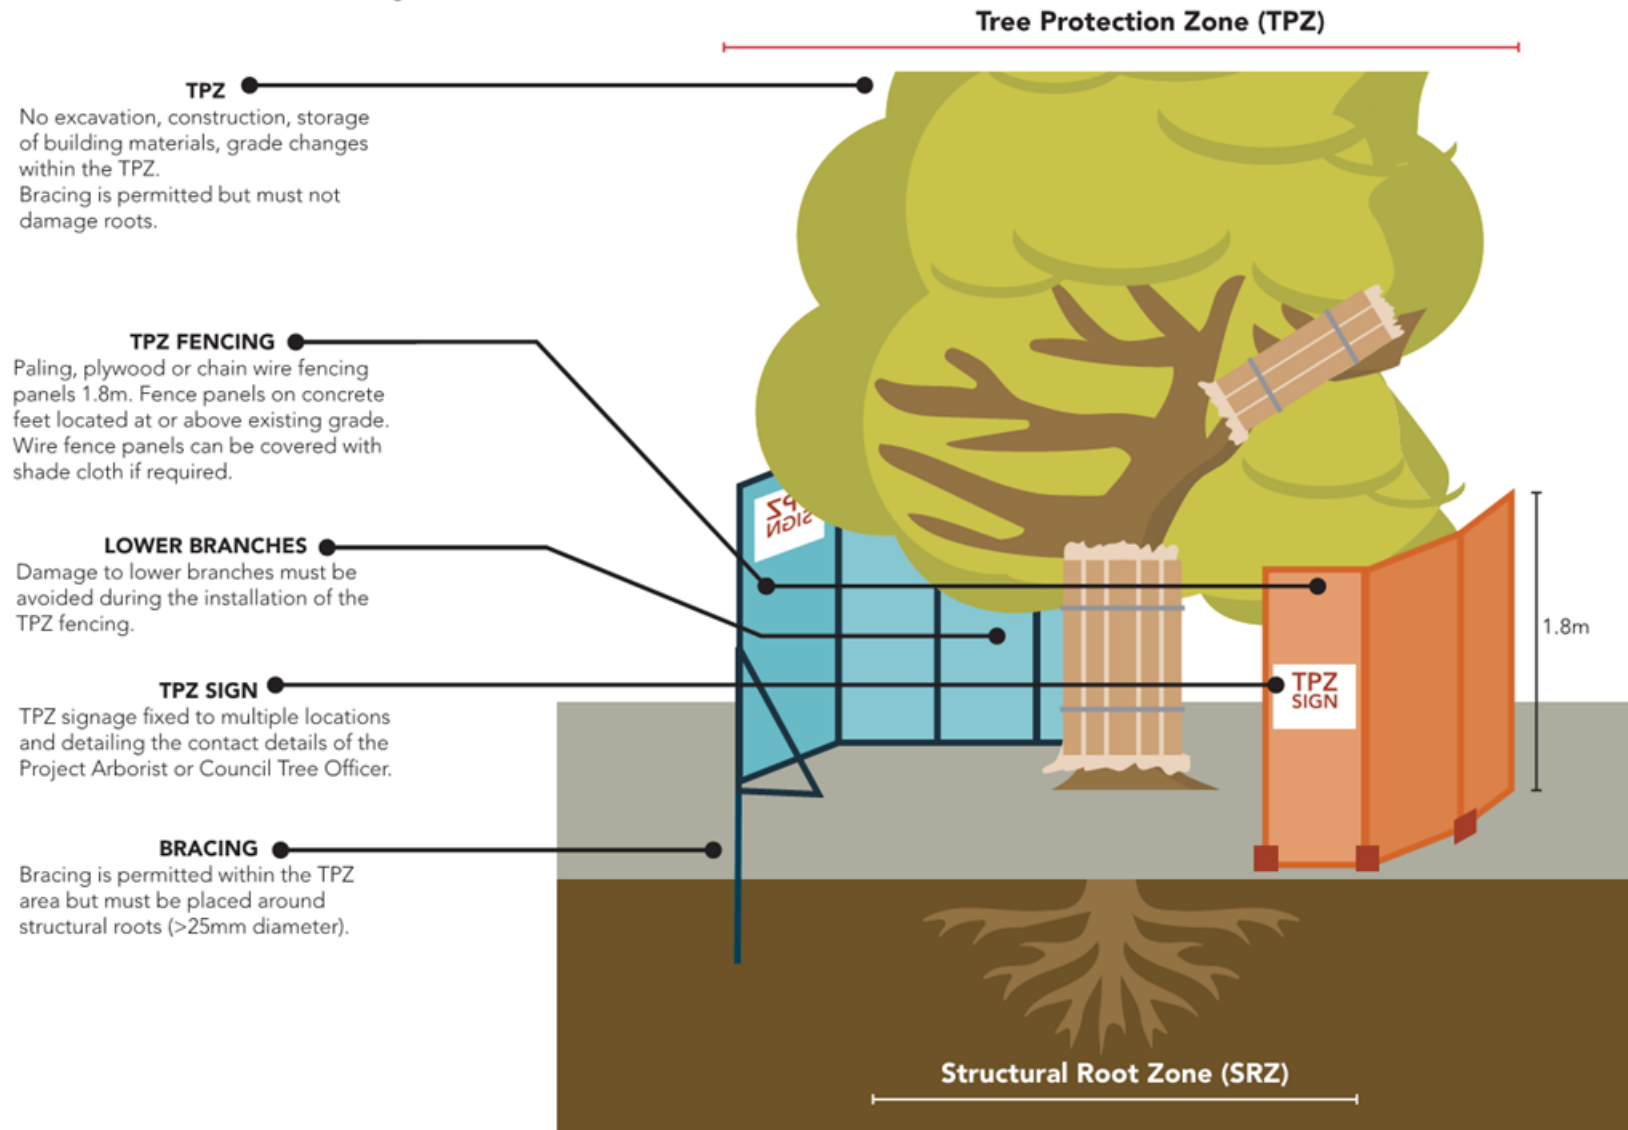 Tree Protection Zone (TPZ)
TPZ
No excavation, construction, storage
of building materials, grade changes
within the TPZ.
Bracing is permitted but must not
damage roots.
TPZ FENCING
Paling, plywood or chain wire fencing
panels 1.8m. Fence panels on concrete
feet located at or above existing grade.
Wire fence panels can be covered with
shade cloth if required.
TPZ
SIGN
LOWER BRANCHES
Damage to lower branches must be
avoided during the installation of the
TPZ fencing.
1.8m
TPZ SIGN
TPZ signage fixed to multiple locations
and detailing the contact details of the
Project Arborist or Council Tree Officer.
TPZ
SIGN
BRACING
Bracing is permitted within the TPZ
area but must be placed around
structural roots (>25mm diameter).
Structural Root Zone (SRZ)